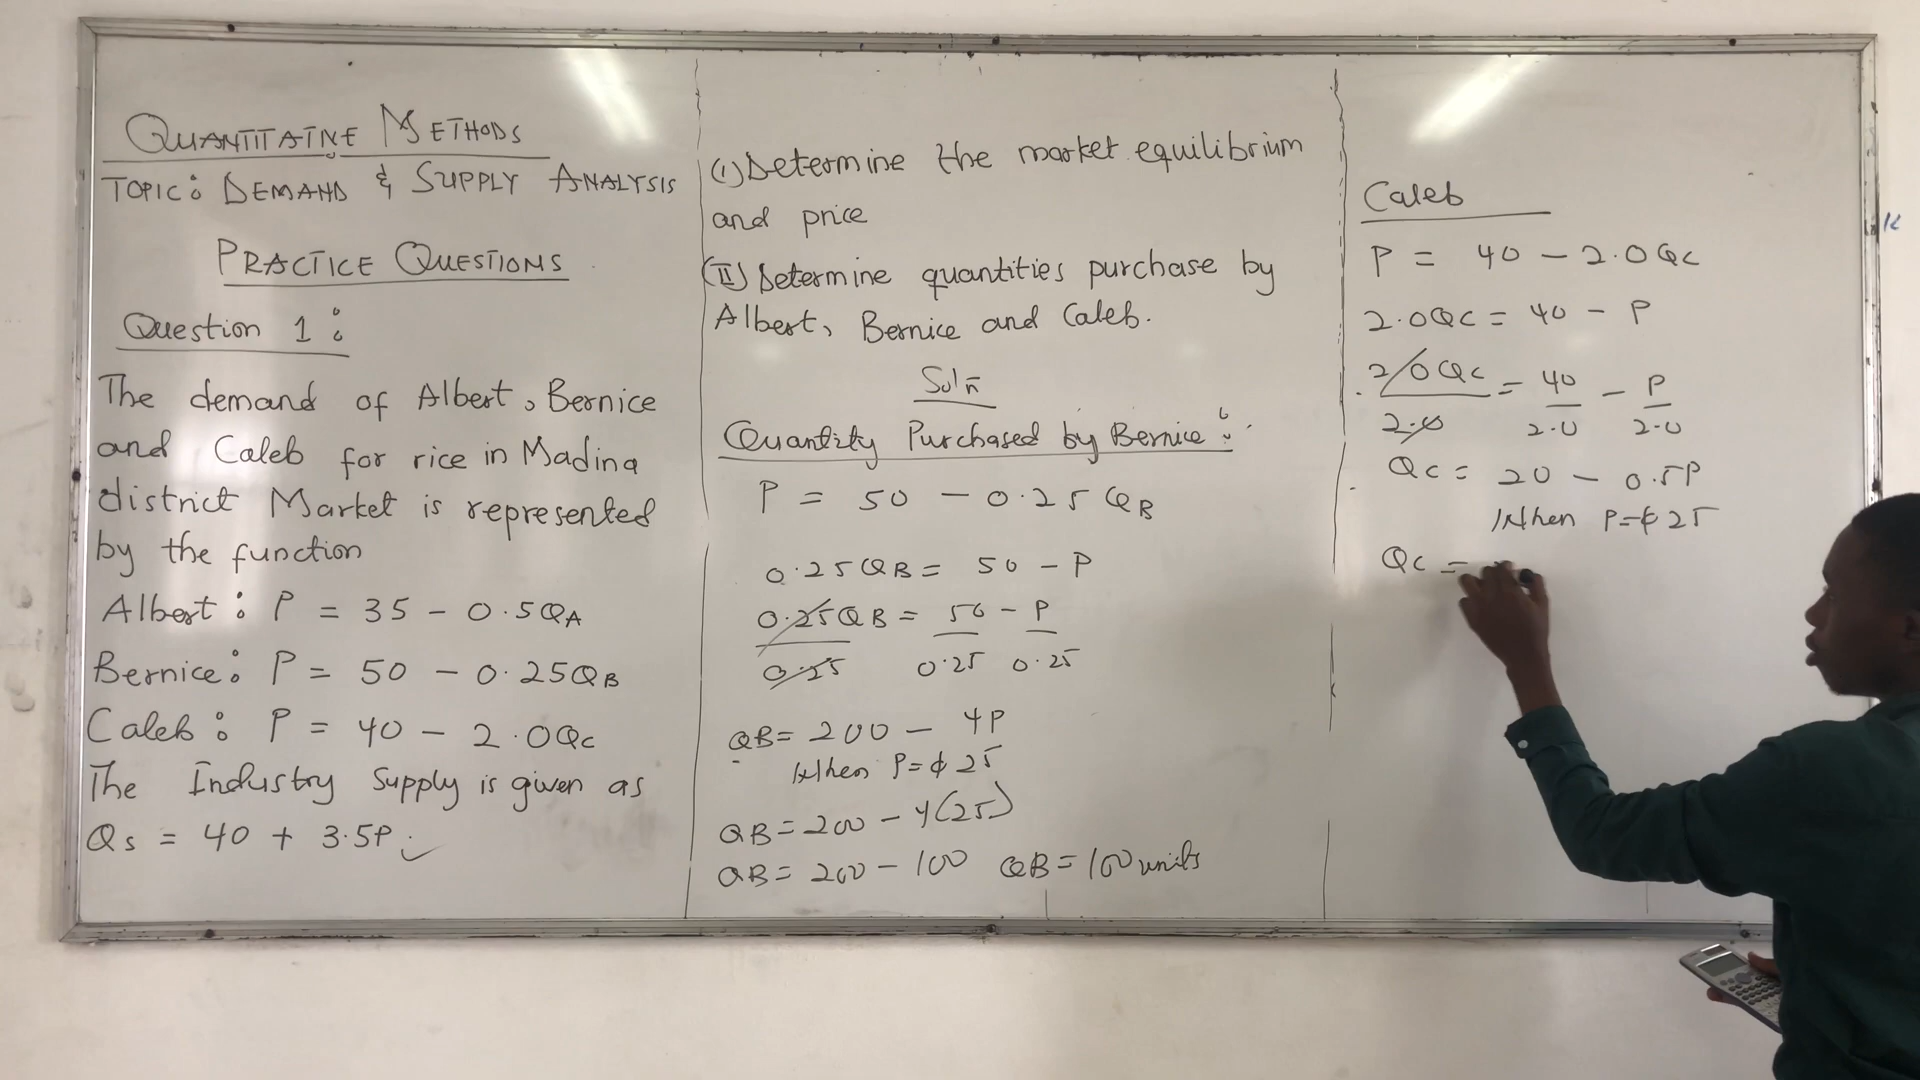 QUANTITATIVE METHODS
TOPIC: DEMAND & SUPPLY ANALYSIS
PRACTICE QUESTIONS
Question 1:
The demand of Albert, Bernice
and Caleb for rice in Madina
district Market is represented
by the function
Albert: P = 35 - 0.5QA
Bernice: P = 50 - 0.25QB
Caleb: P = 40 - 2.0Qc
The Industry Supply is given as
Qs = 40 + 3.5P.
(I) Determine the market equilibrium
and price
(II) Determine quantities purchase by
Albert, Bernice and Caleb.
Soln
Quantity Purchased by Bernice:
P = 50 - 0.25QB
0.25QB = 50 - P
0.25QB = 50 - P
0.25 0.25 0.25
QB = 200 - 4P
When P=¢25
QB = 200 - 4(25)
QB = 200 - 100 QB = 100 units
Caleb
P = 40 - 2.0Qc
2.0Qc = 40 - P
2.0Qc = 40 - P
2.0 2.0 2.0
Qc = 20 - 0.5P
When P=¢25
Qc =